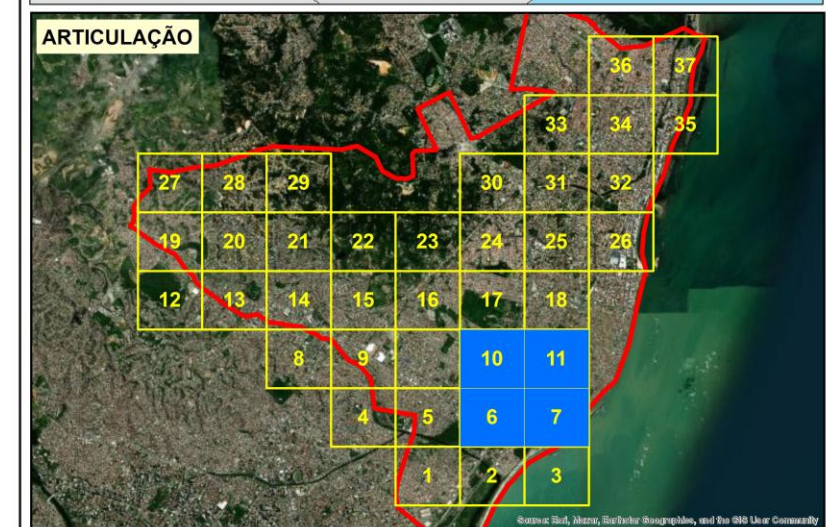 ARTICULAÇÃO
36 37
33 34 35
27 28 29 30 31 32
19 20 21 22 23 24 25 26
12 13 14 15 16 17 18
8 9 10 11
4 5 6 7
1 2 3
Source: Esri, Maxar, Earthstar Geographics, and the GIS User Community